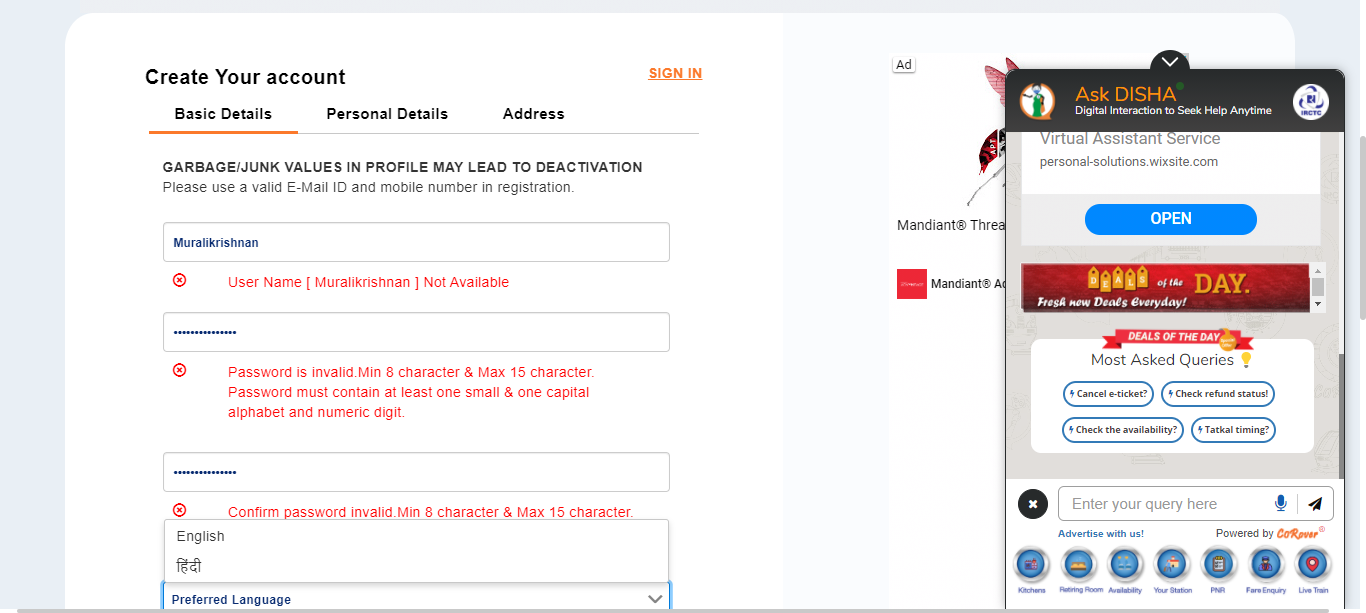 Create Your account
SIGN IN
Basic Details
Personal Details
Address
GARBAGE/JUNK VALUES IN PROFILE MAY LEAD TO DEACTIVATION
Please use a valid E-Mail ID and mobile number in registration.
Muralikrishnan
User Name [ Muralikrishnan ] Not Available
•••••••••••••••
Password is invalid.Min 8 character & Max 15 character.
Password must contain at least one small & one capital
alphabet and numeric digit.
•••••••••••••••
Confirm password invalid.Min 8 character & Max 15 character.
English
हिंदी
Preferred Language
Ad
Mandiant® Threa
Mandiant® Ad
Ask DISHA
Digital Interaction to Seek Help Anytime
IRCTC
Virtual Assistant Service
personal-solutions.wixsite.com
OPEN
DEALS of the DAY.
Fresh new Deals Everyday!
DEALS OF THE DAY
Most Asked Queries
Cancel e-ticket?
Check refund status!
Check the availability?
Tatkal timing?
Enter your query here
Advertise with us!
Powered by CoRover®
Kitchens
Retiring Room
Availability
Your Station
PNR
Fare Enquiry
Live Train